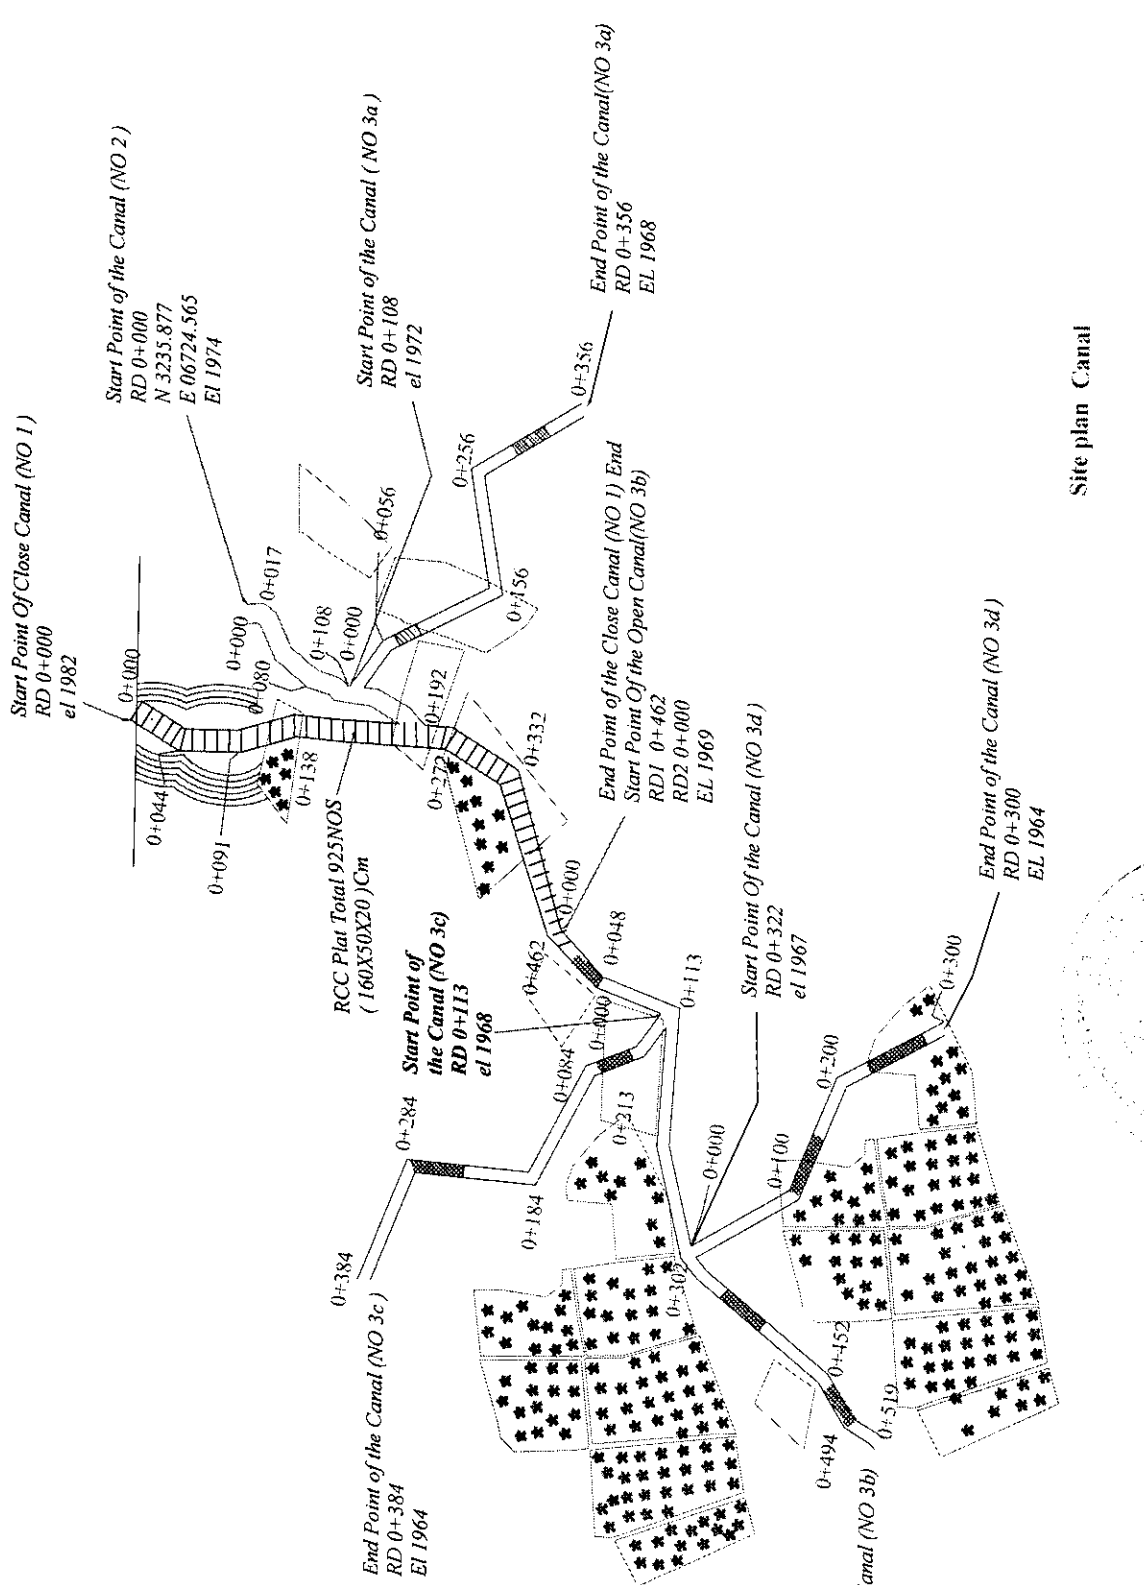 Start Point Of Close Canal (NO 1)
RD 0+000
el 1982
Start Point of the Canal (NO 2)
RD 0+000
N 3235.877
E 06724.565
El 1974
Start Point of the Canal ( NO 3a )
RD 0+108
el 1972
End Point of the Canal(NO 3a)
RD 0+356
EL 1968
0+000
0+044
0+091
0+080
0+000
0+017
0+138
0+108
0+000
0+056
0+192
0+156
0+256
0+356
0+272
0+332
RCC Plat Total 925NOS
( 160X50X20 )Cm
End Point of the Close Canal (NO 1) End
Start Point Of the Open Canal(NO 3b)
RD1 0+462
RD2 0+000
EL 1969
0+000
0+462
0+048
Start Point of
the Canal (NO 3c)
RD 0+113
el 1968
0+000
0+113
0+084
0+213
0+184
0+284
0+384
End Point of the Canal (NO 3c)
RD 0+384
El 1964
Start Point Of the Canal (NO 3d )
RD 0+322
el 1967
0+000
0+100
0+200
0+300
End Point of the Canal (NO 3d )
RD 0+300
EL 1964
0+302
0+452
0+494
0+519
Canal (NO 3b)
Site plan Canal